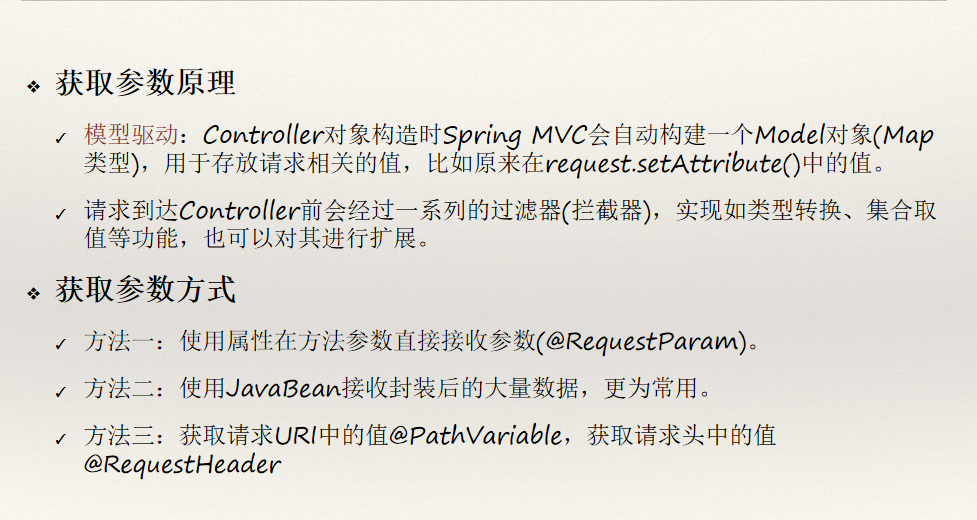 获取参数原理
模型驱动：Controller对象构造时Spring MVC会自动构建一个Model对象(Map
类型)，用于存放请求相关的值，比如原来在request.setAttribute()中的值。
请求到达Controller前会经过一系列的过滤器(拦截器)，实现如类型转换、集合取
值等功能，也可以对其进行扩展。
获取参数方式
方法一：使用属性在方法参数直接接收参数(@RequestParam)。
方法二：使用JavaBean接收封装后的大量数据，更为常用。
方法三：获取请求URI中的值@PathVariable，获取请求头中的值
@RequestHeader